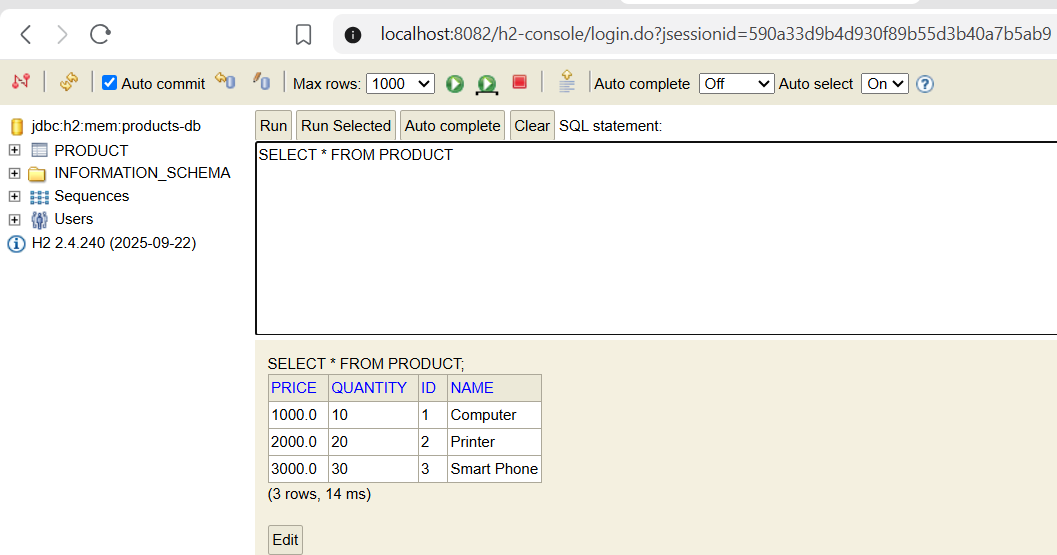 localhost:8082/h2-console/login.do?jsessionid=590a33d9b4d930f89b55d3b40a7b5ab9
Auto commit Max rows: 1000 Auto complete Off Auto select On
jdbc:h2:mem:products-db
PRODUCT
INFORMATION_SCHEMA
Sequences
Users
H2 2.4.240 (2025-09-22)
Run Run Selected Auto complete Clear SQL statement:
SELECT * FROM PRODUCT
SELECT * FROM PRODUCT;
PRICE QUANTITY ID NAME
1000.0 10 1 Computer
2000.0 20 2 Printer
3000.0 30 3 Smart Phone
(3 rows, 14 ms)
Edit